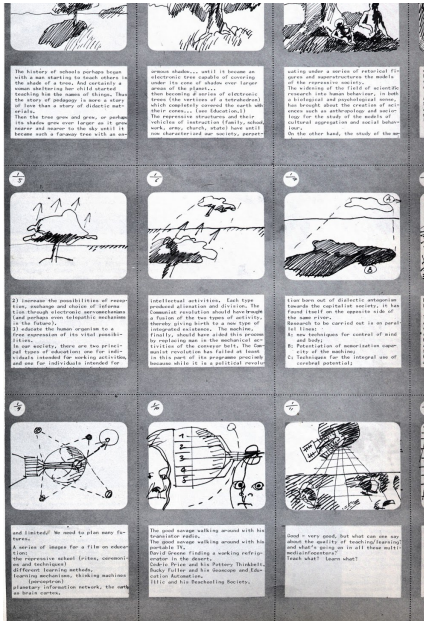 The history of schools perhaps began
with a man starting to teach others in
the shade of a tree. And certainly a
woman sheltering her child started
teaching him the names of things. Thus
the story of pedagogy is more a story
of love than a story of didactic mat-
erials.
Then the tree grew and grew, or perhaps
its shadow grew ever larger as it grew
nearer and nearer to the sky until it
became such a faraway tree with an en-
ormous shadow... until it became an
electronic tree capable of covering
under its cone of shadow ever larger
areas of the planet...
then becoming a series of electronic
trees (the vertices of a tetrahedron)
which completely covered the earth with
their cones... (see Education.1)
The repressive structures and their
vehicles of instruction (family, school,
work, arms, church, state) have until
now characterised our society, perpet-
uating under a series of retorical fi-
gures and superstructures the models
of the repressive society.
The widening of the field of scientific
research into human behaviour, in both
a biological and psychological sense,
has brought about the creation of sci-
ences such as anthropology and socio-
logy for the study of the models of
cultural aggregation and social behav-
iour.
On the other hand, the study of the
2) increase the possibilities of recep-
tion, exchange and choice of informa
tion through electronic servomechanisms
(and perhaps even telepathic mechanisms
in the future),
3) educate the human organism to a
free expression of its vital possibi-
lities.
In our society, there are two princi-
pal types of education: one for indi-
viduals intended for working activities,
and one for individuals intended for
intellectual activities. Each type
produced alienation and division. The
Communist revolution should have brought
a fusion of the two types of activity,
thereby giving birth to a new type of
integrated existence. The machine,
finally, should have aided this process
by replacing man in the mechanical ac-
tivities of the conveyor belt. The Com-
munist revolution has failed at least
in this part of its programme precisely
because while it is a political revolu
tion born out of dialectic antagonism
towards the capitalist society, it has
found itself on the opposite side of
the same river.
Research to be carried out in
lel lines:
A: new techniques for control of mind
and body;
B: Potentiation of memorization capa-
city of the machine;
C: Techniques for the integral use of
cerebral potential;
A
B
1
2
3
4
5
and limited? We need to plan many fu-
tures.
A series of images for a film on educa-
tion:
the repressive school (rites, ceremonies
and techniques)
different learning methods,
learning mechanisms, thinking machines
(perceptron)
planetary information network, the earth
as brain cortex,
The good savage walking around with his
transistor radio.
The good savage walking around with his
portable TV.
David Greene finding a working refrig-
erator in the desert.
Cedric Price and his Pottery Thinkbelt,
Bucky Fuller and his Geoscope and Edu-
cation Automation.
Illic and his Deschooling Society.
Good - very good, but what can one say
about the quality of teaching/learning?
and what's going on in all these multi-
media
Teach what? Learn what?